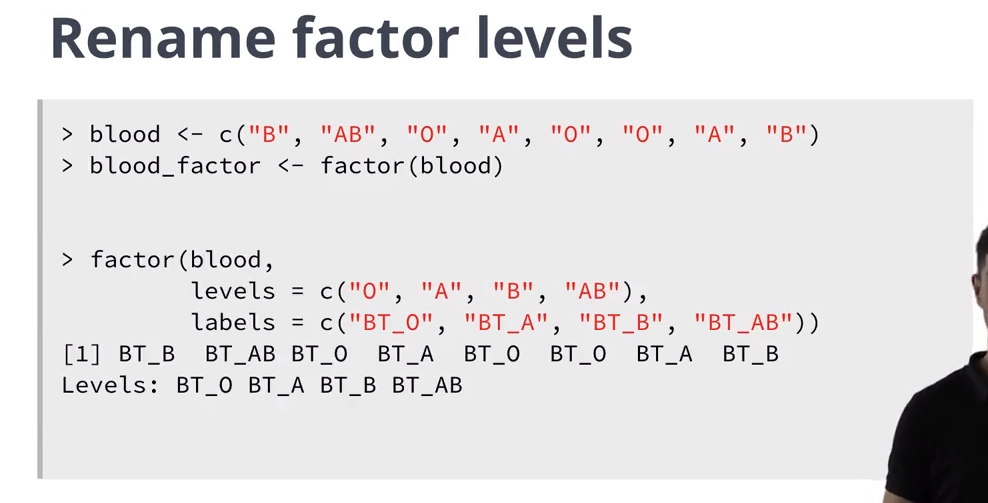 Rename factor levels
> blood <- c("B", "AB", "O", "A", "O", "O", "A", "B")
> blood_factor <- factor(blood)
> factor(blood,
levels = c("O", "A", "B", "AB"),
labels = c("BT_O", "BT_A", "BT_B", "BT_AB"))
[1] BT_B BT_AB BT_O BT_A BT_O BT_O BT_A BT_B
Levels: BT_O BT_A BT_B BT_AB